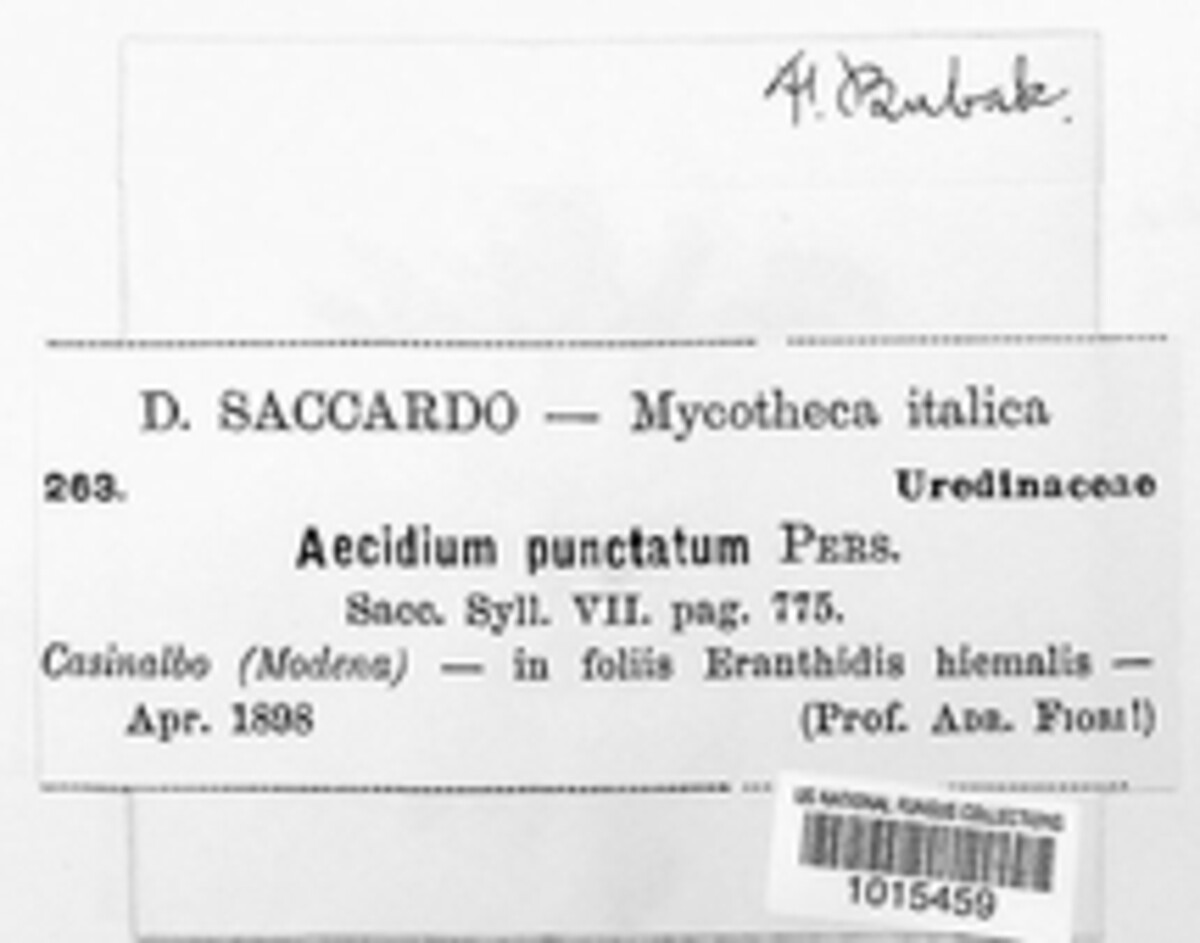 F. Bubak.
D. SACCARDO — Mycotheca italica
263. Uredinaceae
Aecidium punctatum PERS.
Sacc. Syll. VII. pag. 775.
Casinalbo (Modena) — in foliis Eranthidis hiemalis —
Apr. 1898 (Prof. ADR. FIORI!)
US NATIONAL FUNGUS COLLECTIONS
1015459